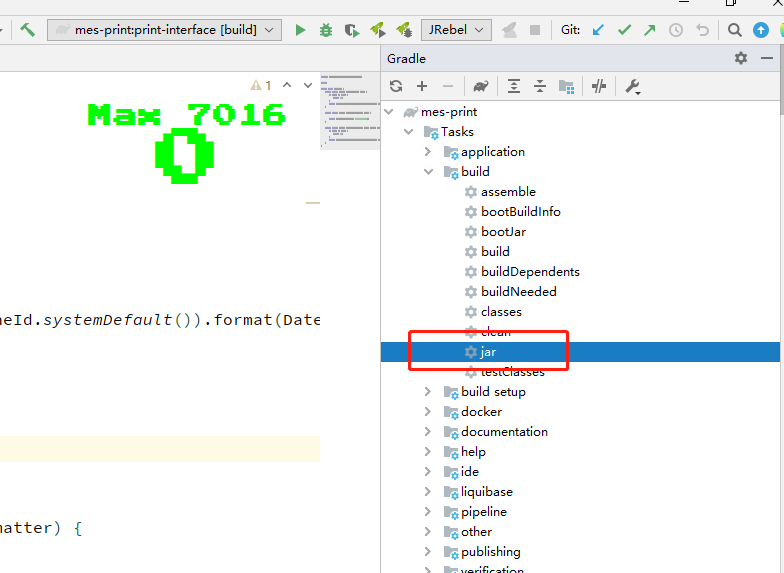 mes-print:print-interface [build]
JRebel
Git:
Gradle
1
Max 7016
0
mes-print
Tasks
application
build
assemble
bootBuildInfo
bootJar
build
buildDependents
buildNeeded
classes
neId.systemDefault()).format(Date
clean
jar
testClasses
build setup
docker
documentation
help
ide
liquibase
pipeline
matter) {
other
publishing
verification